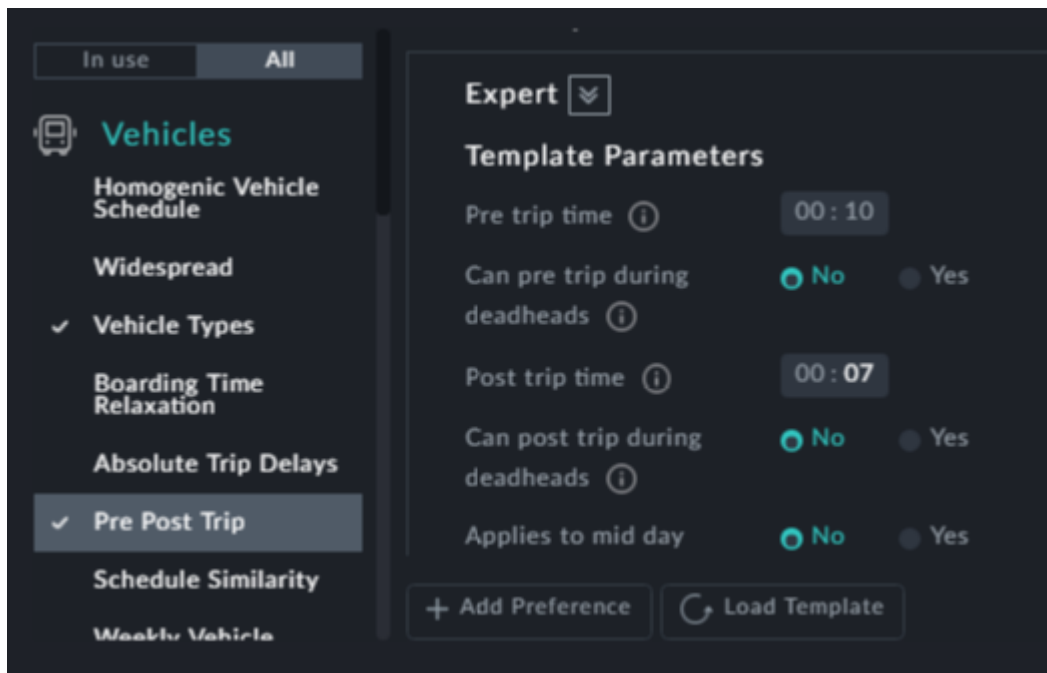 In use
All
Vehicles
Homogenic Vehicle
Schedule
Widespread
Vehicle Types
Boarding Time
Relaxation
Absolute Trip Delays
Pre Post Trip
Schedule Similarity
Weekly Vehicle
Expert
Template Parameters
Pre trip time
00 : 10
Can pre trip during
deadheads
No
Yes
Post trip time
00 : 07
Can post trip during
deadheads
No
Yes
Applies to mid day
No
Yes
+ Add Preference
Load Template